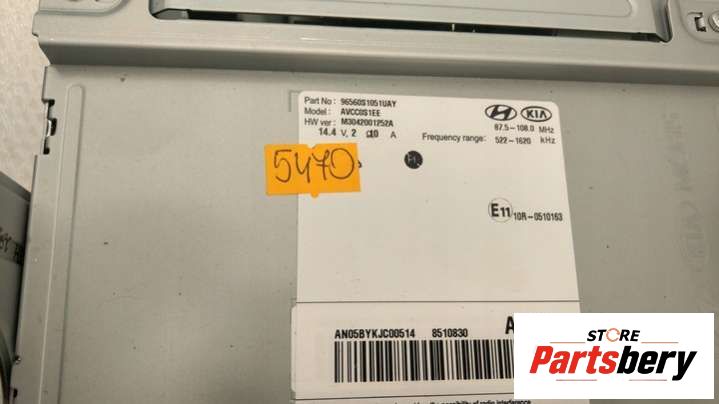 Part No : 96560S1051UAY
Model : AVCC0S1EE
HW ver : M3042001252A
14.4 V, 2 10 A
KIA
87.5-108.0 MHz
Frequency range: 522-1620 kHz
5470
E11 10R-0510163
AN05BYKJC00514 8510830 A
STORE
Partsbery